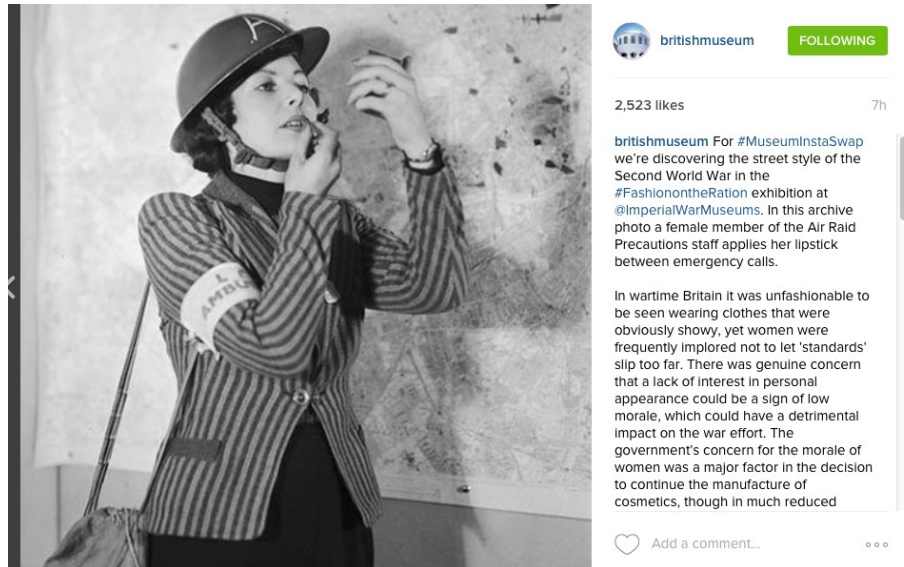 A
L
AMBU
britishmuseum
FOLLOWING
2,523 likes
7h
britishmuseum For #MuseumInstaSwap
we're discovering the street style of the
Second World War in the
#FashionontheRation exhibition at
@ImperialWarMuseums. In this archive
photo a female member of the Air Raid
Precautions staff applies her lipstick
between emergency calls.
In wartime Britain it was unfashionable to
be seen wearing clothes that were
obviously showy, yet women were
frequently implored not to let 'standards'
slip too far. There was genuine concern
that a lack of interest in personal
appearance could be a sign of low
morale, which could have a detrimental
impact on the war effort. The
government's concern for the morale of
women was a major factor in the decision
to continue the manufacture of
cosmetics, though in much reduced
Add a comment...